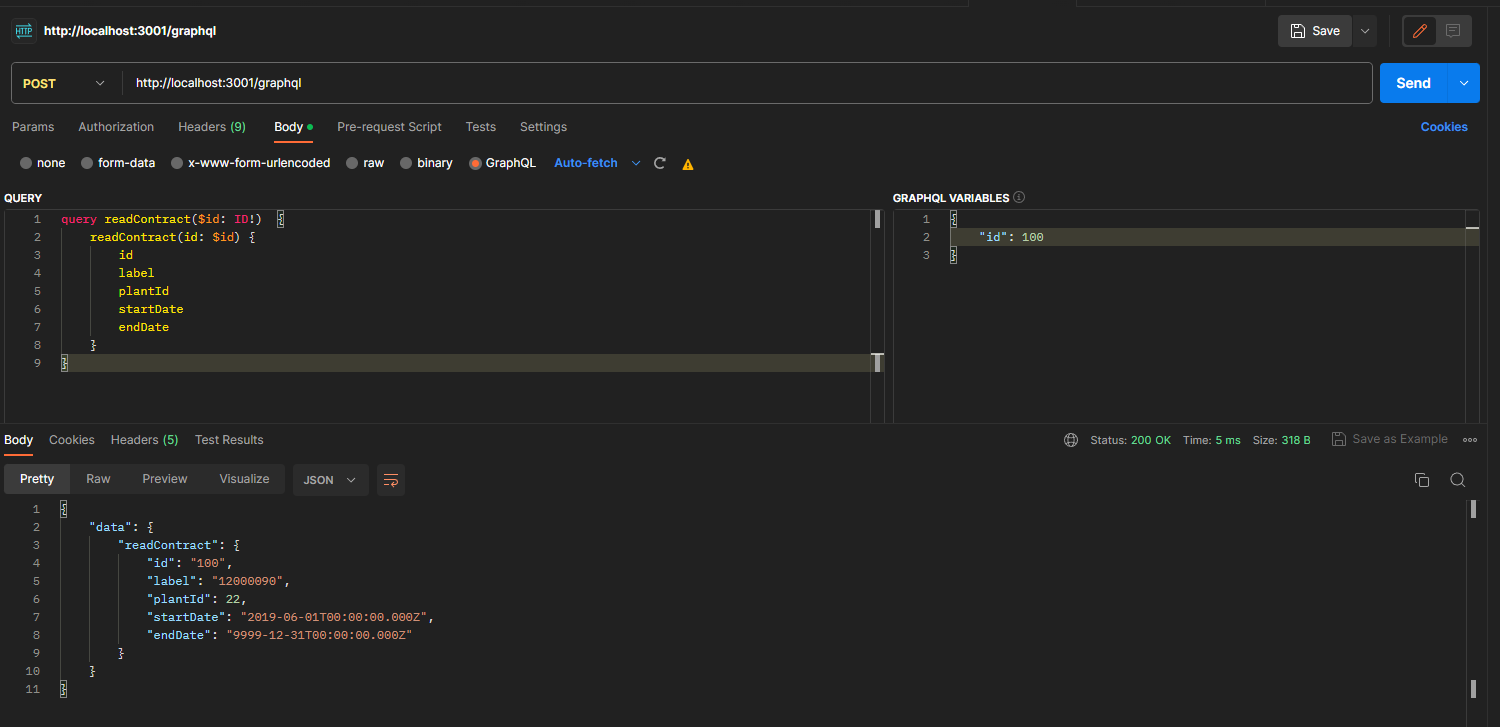 HTTP http://localhost:3001/graphql Save
POST http://localhost:3001/graphql Send
Params Authorization Headers (9) Body Pre-request Script Tests Settings Cookies
none form-data x-www-form-urlencoded raw binary GraphQL Auto-fetch
QUERY GRAPHQL VARIABLES
1 query readContract($id: ID!) {
2 readContract(id: $id) {
3 id
4 label
5 plantId
6 startDate
7 endDate
8 }
9 }
1 {
2 "id": 100
3 }
Body Cookies Headers (5) Test Results Status: 200 OK Time: 5 ms Size: 318 B Save as Example
Pretty Raw Preview Visualize JSON
1 {
2 "data": {
3 "readContract": {
4 "id": "100",
5 "label": "12000090",
6 "plantId": 22,
7 "startDate": "2019-06-01T00:00:00.000Z",
8 "endDate": "9999-12-31T00:00:00.000Z"
9 }
10 }
11 }